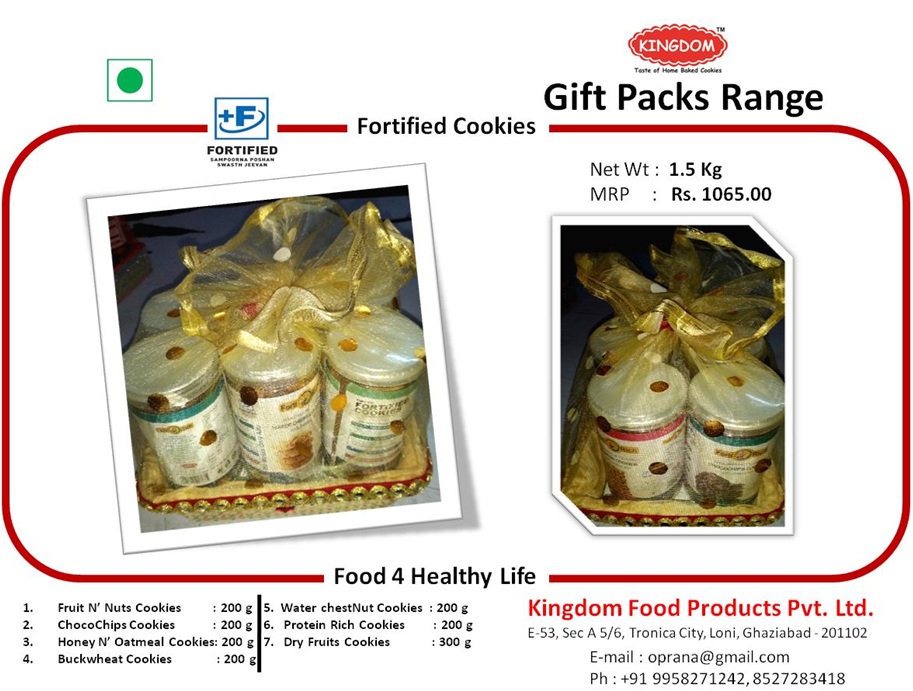 KINGDOM TM
Taste of Home Baked Cookies
Gift Packs Range
+F
FORTIFIED
SAMPOORNA POSHAN
SWASTH JEEVAN
Fortified Cookies
Net Wt : 1.5 Kg
MRP : Rs. 1065.00
FORTIFIED
COOKIES
Food 4 Healthy Life
1. Fruit N’ Nuts Cookies : 200 g
2. ChocoChips Cookies : 200 g
3. Honey N’ Oatmeal Cookies: 200 g
4. Buckwheat Cookies : 200 g
5. Water chestNut Cookies : 200 g
6. Protein Rich Cookies : 200 g
7. Dry Fruits Cookies : 300 g
Kingdom Food Products Pvt. Ltd.
E-53, Sec A 5/6, Tronica City, Loni, Ghaziabad - 201102
E-mail : oprana@gmail.com
Ph : +91 9958271242, 8527283418